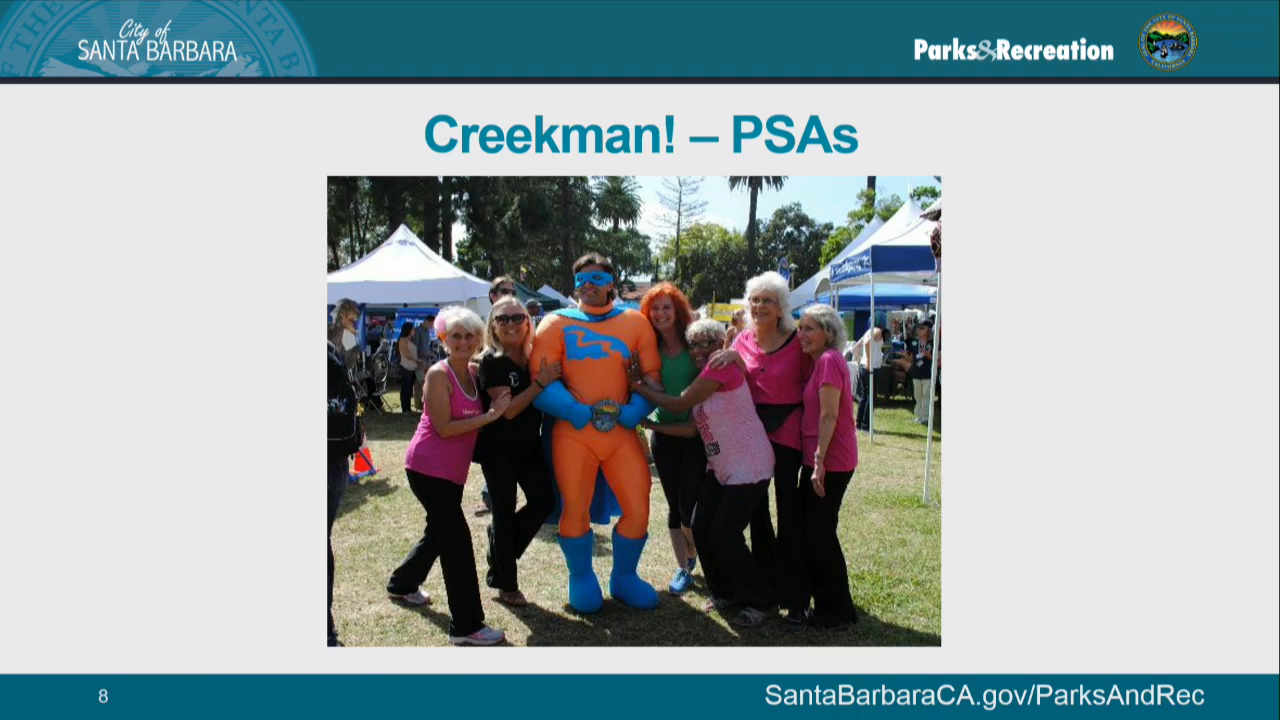 City of
SANTA BARBARA
Parks&Recreation
Creekman! – PSAs
8
SantaBarbaraCA.gov/ParksAndRec